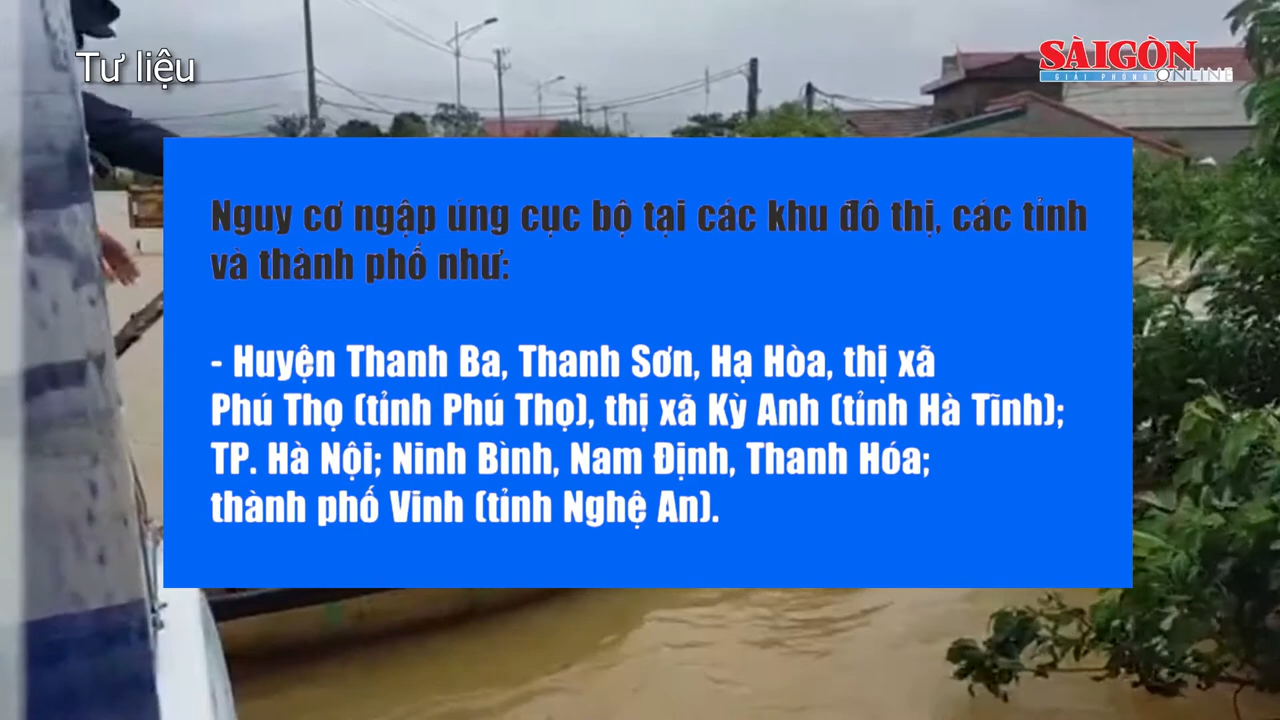 Tư liệu
SÀIGÒN
GIẢI PHÓNG ONLINE
Nguy cơ ngập úng cục bộ tại các khu đô thị, các tỉnh
và thành phố như:
- Huyện Thanh Ba, Thanh Sơn, Hạ Hòa, thị xã
Phú Thọ (tỉnh Phú Thọ), thị xã Kỳ Anh (tỉnh Hà Tĩnh);
TP. Hà Nội; Ninh Bình, Nam Định, Thanh Hóa;
thành phố Vinh (tỉnh Nghệ An).